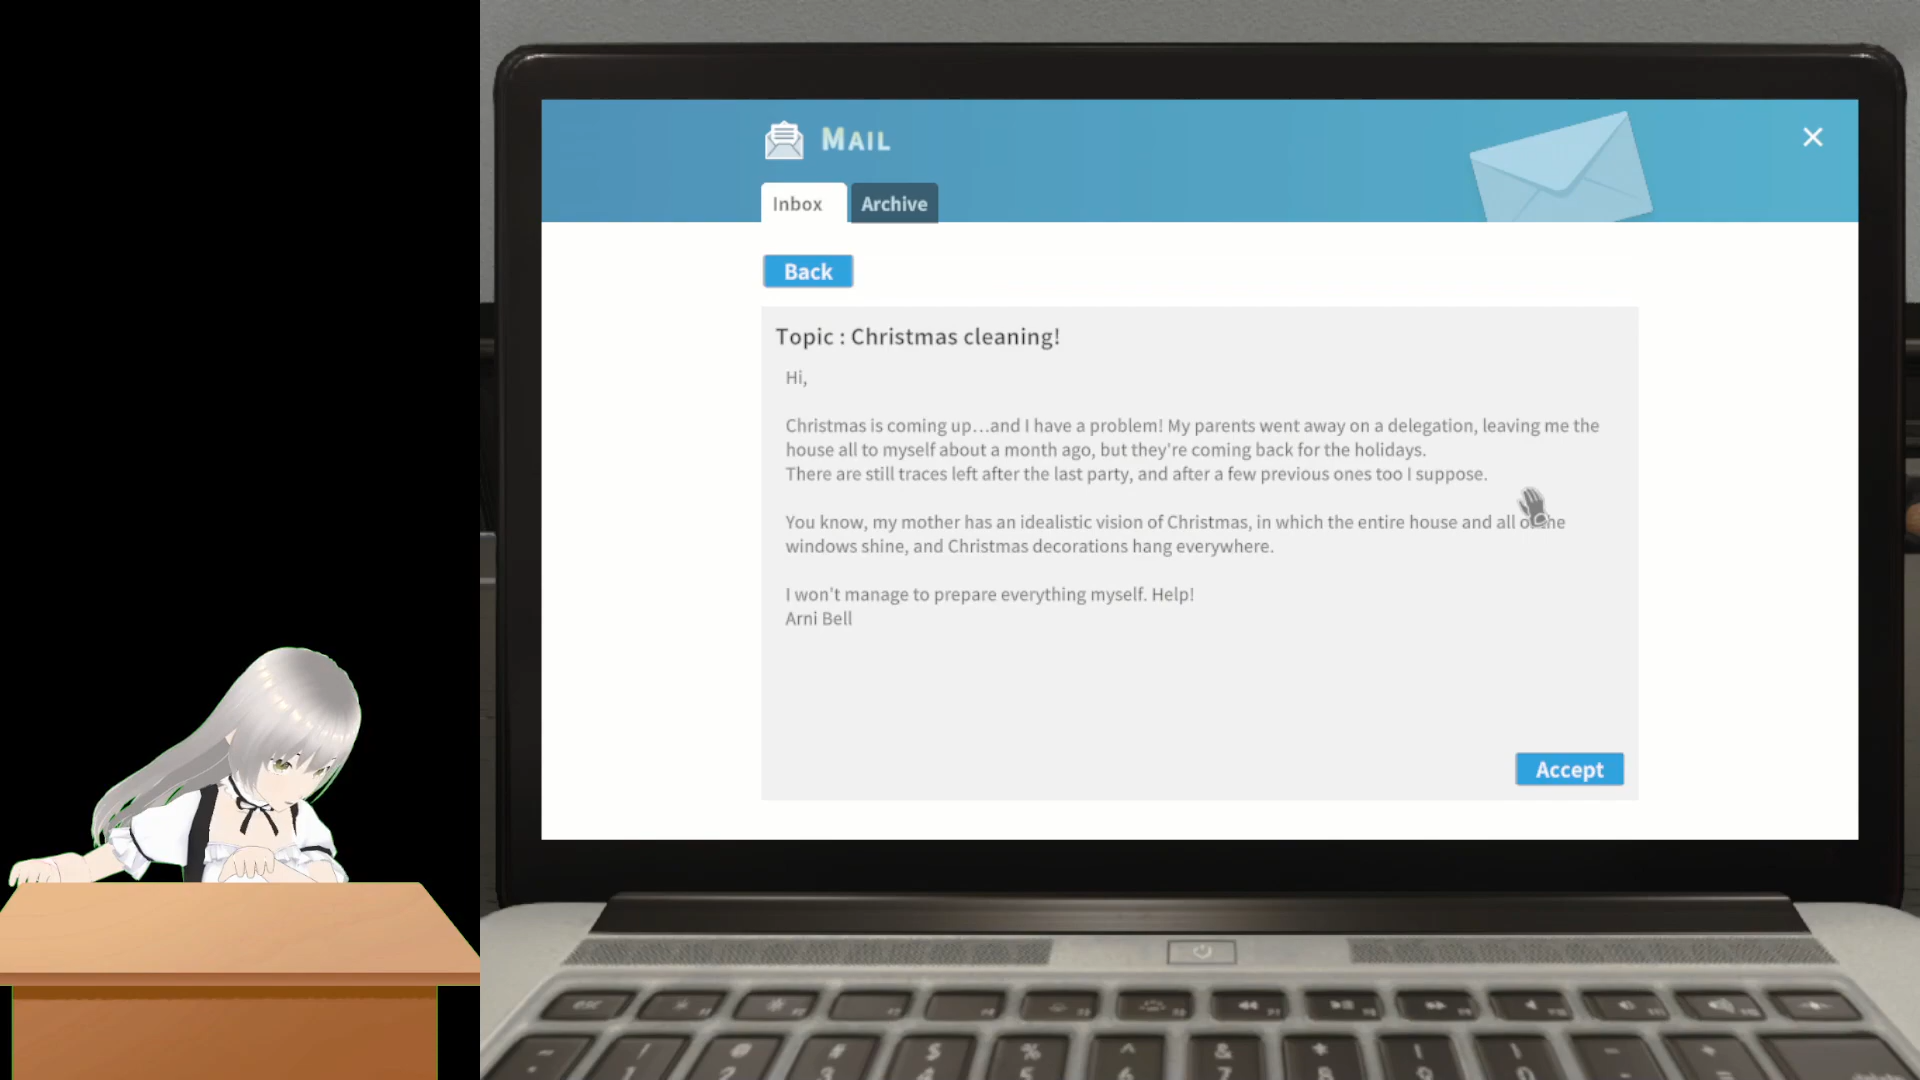 MAIL
Inbox
Archive
Back
Topic : Christmas cleaning!
Hi,
Christmas is coming up...and I have a problem! My parents went away on a delegation, leaving me the
house all to myself about a month ago, but they're coming back for the holidays.
There are still traces left after the last party, and after a few previous ones too I suppose.
You know, my mother has an idealistic vision of Christmas, in which the entire house and all of the
windows shine, and Christmas decorations hang everywhere.
I won't manage to prepare everything myself. Help!
Arni Bell
Accept
esc